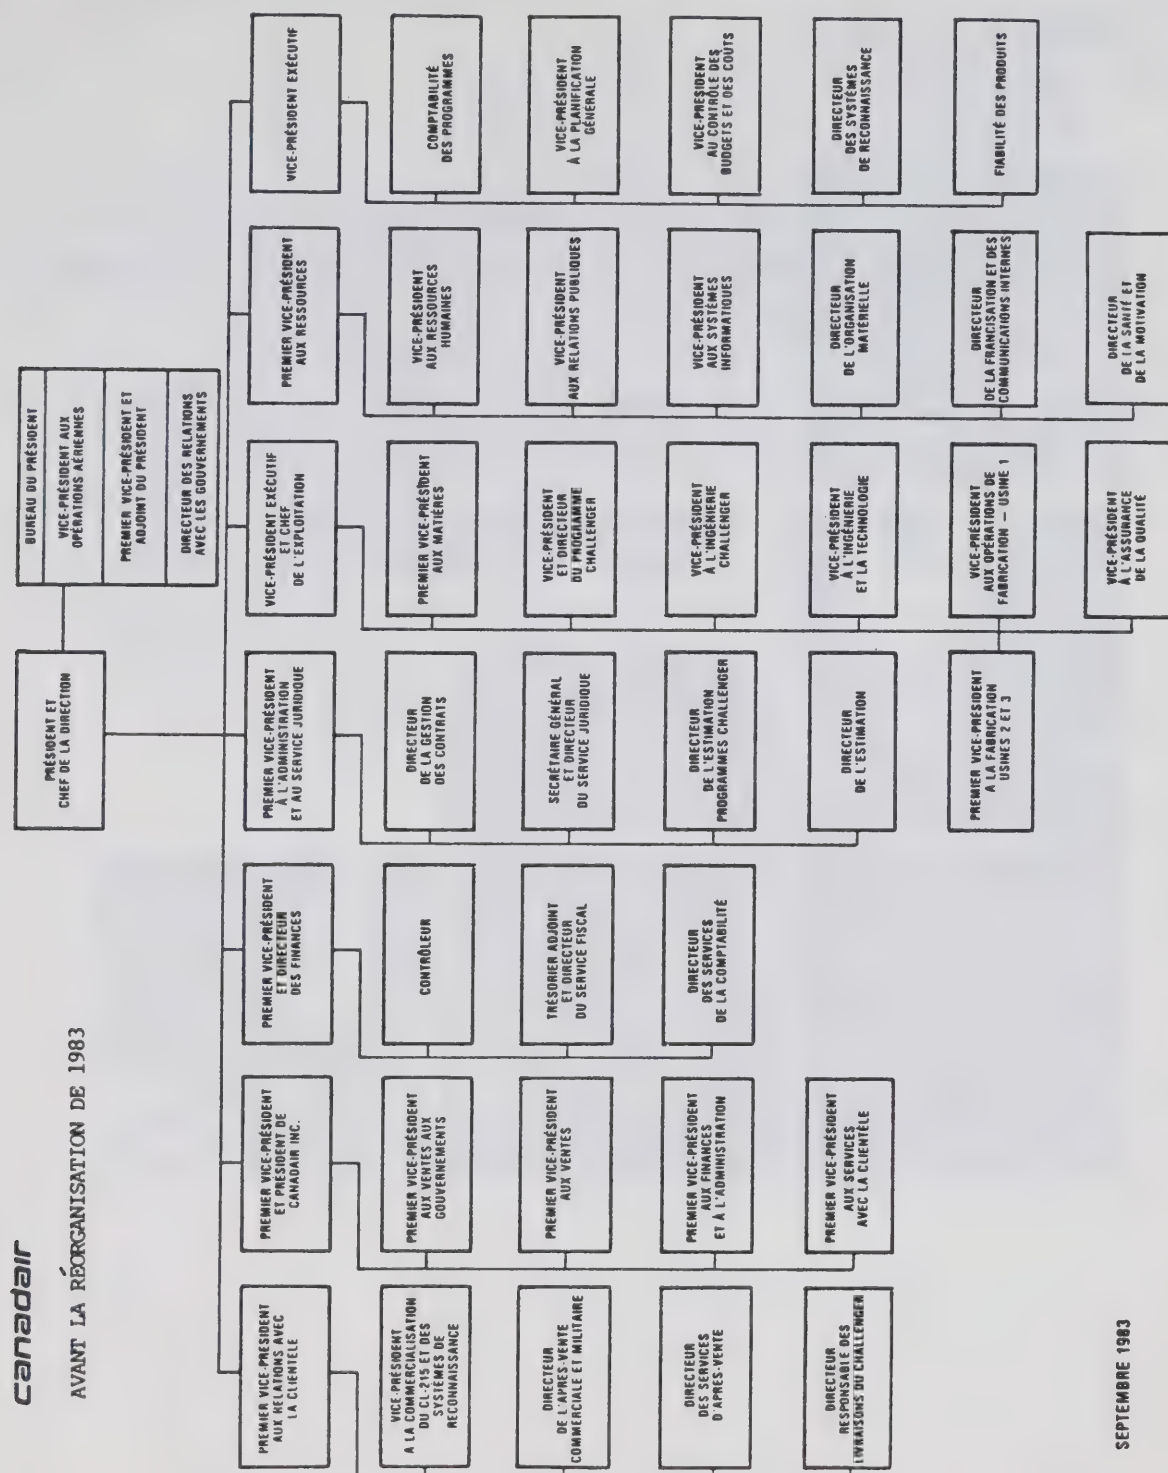 canadair
AVANT LA RÉORGANISATION DE 1983
PRÉSIDENT ET
CHEF DE LA DIRECTION
BUREAU DU PRÉSIDENT
VICE-PRÉSIDENT AUX
OPÉRATIONS AÉRIENNES
PREMIER VICE-PRÉSIDENT ET
ADJOINT DU PRÉSIDENT
DIRECTEUR DES RELATIONS
AVEC LES GOUVERNEMENTS
PREMIER VICE-PRÉSIDENT
AUX RELATIONS AVEC
LA CLIENTÈLE
VICE-PRÉSIDENT
A LA COMMERCIALISATION
DU CL-215 ET DES
SYSTÈMES DE
RECONNAISSANCE
DIRECTEUR
DE L'APRÈS-VENTE
COMMERCIALE ET MILITAIRE
DIRECTEUR
DES SERVICES
D'APRÈS-VENTE
DIRECTEUR
RESPONSABLE DES
LIVRAISONS DU CHALLENGER
PREMIER VICE-PRÉSIDENT
ET PRÉSIDENT DE
CANADAIR INC.
PREMIER VICE-PRÉSIDENT
AUX VENTES AUX
GOUVERNEMENTS
PREMIER VICE-PRÉSIDENT
AUX VENTES
PREMIER VICE-PRÉSIDENT
AUX FINANCES
ET À L'ADMINISTRATION
PREMIER VICE-PRÉSIDENT
AUX SERVICES
AVEC LA CLIENTÈLE
PREMIER VICE-PRÉSIDENT
ET DIRECTEUR
DES FINANCES
CONTRÔLEUR
TRÉSORIER ADJOINT
ET DIRECTEUR
DU SERVICE FISCAL
DIRECTEUR
DES SERVICES
DE LA COMPTABILITÉ
PREMIER VICE-PRÉSIDENT
À L'ADMINISTRATION
ET AU SERVICE JURIDIQUE
DIRECTEUR
DE LA GESTION
DES CONTRATS
SECRÉTAIRE GÉNÉRAL
ET DIRECTEUR
DU SERVICE JURIDIQUE
DIRECTEUR
DE L'ESTIMATION
PROGRAMMES CHALLENGER
DIRECTEUR
DE L'ESTIMATION
VICE-PRÉSIDENT EXÉCUTIF
ET CHEF
DE L'EXPLOITATION
PREMIER VICE-PRÉSIDENT
AUX MATIÈRES
VICE-PRÉSIDENT
ET DIRECTEUR
DU PROGRAMME
CHALLENGER
VICE-PRÉSIDENT
À L'INGÉNIERIE
CHALLENGER
VICE-PRÉSIDENT
À L'INGÉNIERIE
ET LA TECHNOLOGIE
VICE-PRÉSIDENT
AUX OPÉRATIONS DE
FABRICATION — USINE 1
PREMIER VICE-PRÉSIDENT
A LA FABRICATION
USINES 2 ET 3
VICE-PRÉSIDENT
À L'ASSURANCE
DE LA QUALITÉ
PREMIER VICE-PRÉSIDENT
AUX RESSOURCES
VICE-PRÉSIDENT
AUX RESSOURCES
HUMAINES
VICE-PRÉSIDENT
AUX RELATIONS PUBLIQUES
VICE-PRÉSIDENT
AUX SYSTÈMES
INFORMATIQUES
DIRECTEUR
DE L'ORGANISATION
MATÉRIELLE
DIRECTEUR
DE LA FRANCISATION ET DES
COMMUNICATIONS INTERNES
DIRECTEUR
DE LA SANTÉ ET
DE LA MOTIVATION
VICE-PRÉSIDENT EXÉCUTIF
COMPTABILITÉ
DES PROGRAMMES
VICE-PRÉSIDENT
À LA PLANIFICATION
GÉNÉRALE
VICE-PRESIDENT
AU CONTRÔLE DES
BUDGETS ET DES COUTS
DIRECTEUR
DES SYSTÈMES
DE RECONNAISSANCE
FIABILITÉ DES PRODUITS
SEPTEMBRE 1983